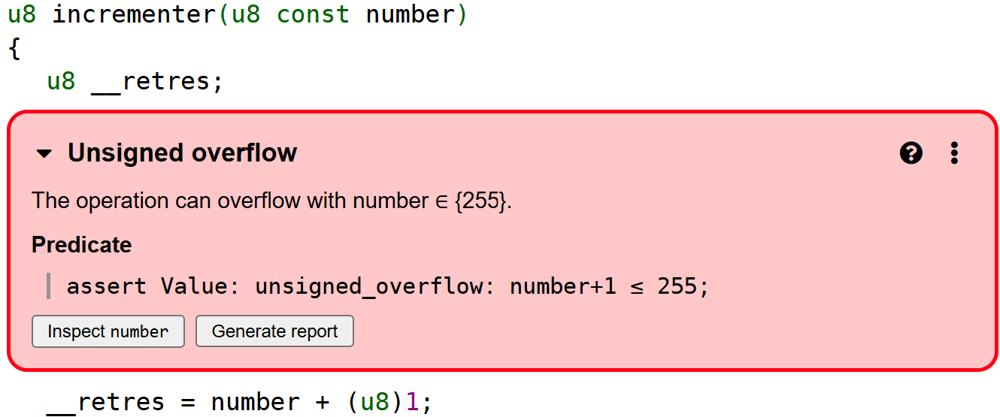 u8 incrementer(u8 const number)
{
u8 __retres;
Unsigned overflow
The operation can overflow with number ∈ {255}.
Predicate
assert Value: unsigned_overflow: number+1 ≤ 255;
Inspect number
Generate report
__retres = number + (u8)1;